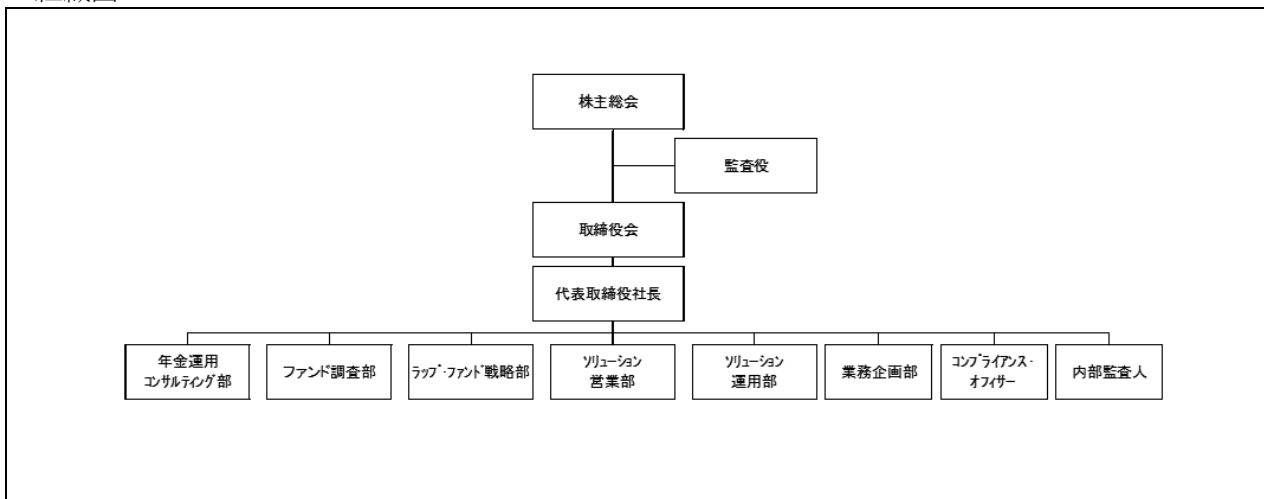 株主総会
監査役
取締役会
代表取締役社長
年金運用
ｺﾝｻﾙﾃｨﾝｸﾞ部
ファンド調査部
ﾗｯﾌﾟ･ﾌｧﾝﾄﾞ戦略部
ｿﾘｭｰｼｮﾝ
営業部
ｿﾘｭｰｼｮﾝ
運用部
業務企画部
ｺﾝﾌﾟﾗｲｱﾝｽ･
ｵﾌｨｻｰ
内部監査人